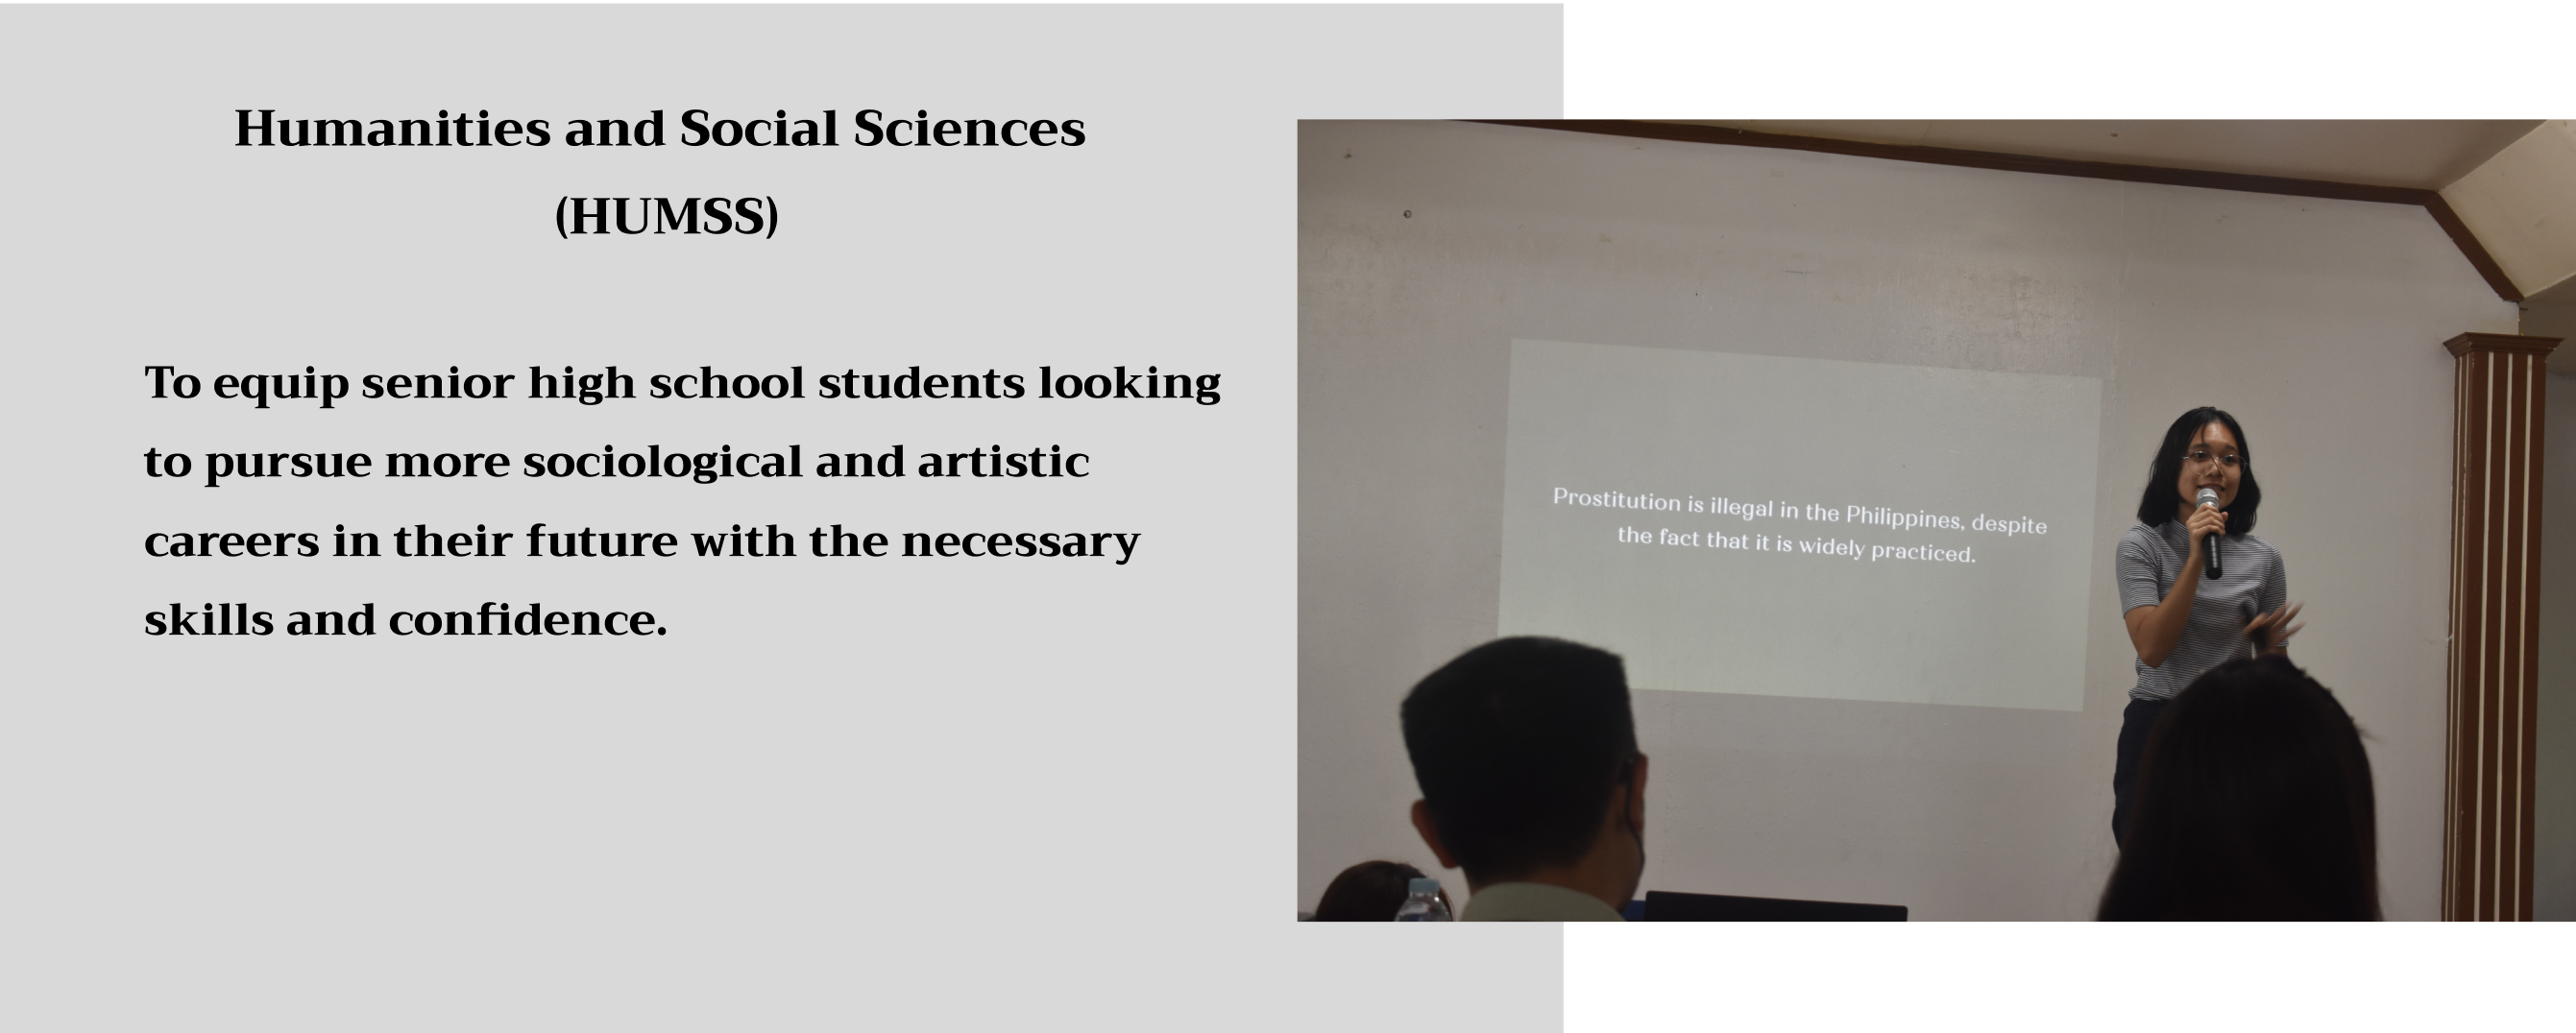 Humanities and Social Sciences
(HUMSS)
To equip senior high school students looking
to pursue more sociological and artistic
careers in their future with the necessary
skills and confidence.
Prostitution is illegal in the Philippines, despite
the fact that it is widely practiced.